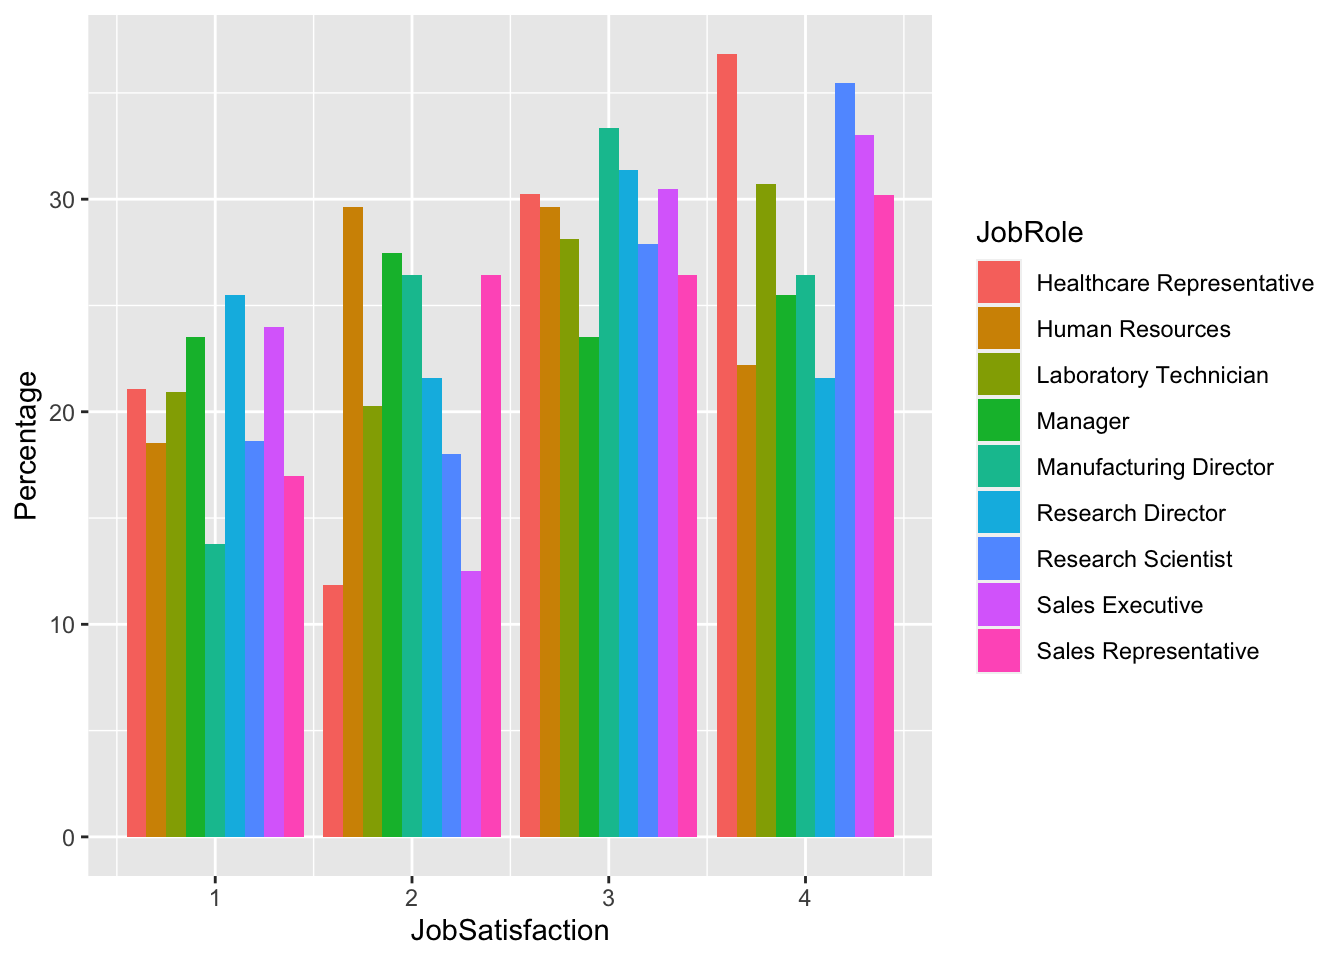 Percentage
30
20
10
0
1 2 3 4
JobSatisfaction
JobRole
Healthcare Representative
Human Resources
Laboratory Technician
Manager
Manufacturing Director
Research Director
Research Scientist
Sales Executive
Sales Representative